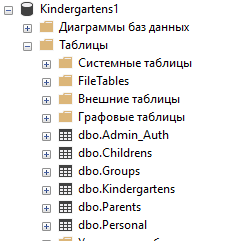 Kindergartens1
Диаграммы баз данных
Таблицы
Системные таблицы
FileTables
Внешние таблицы
Графовые таблицы
dbo.Admin_Auth
dbo.Childrens
dbo.Groups
dbo.Kindergartens
dbo.Parents
dbo.Personal